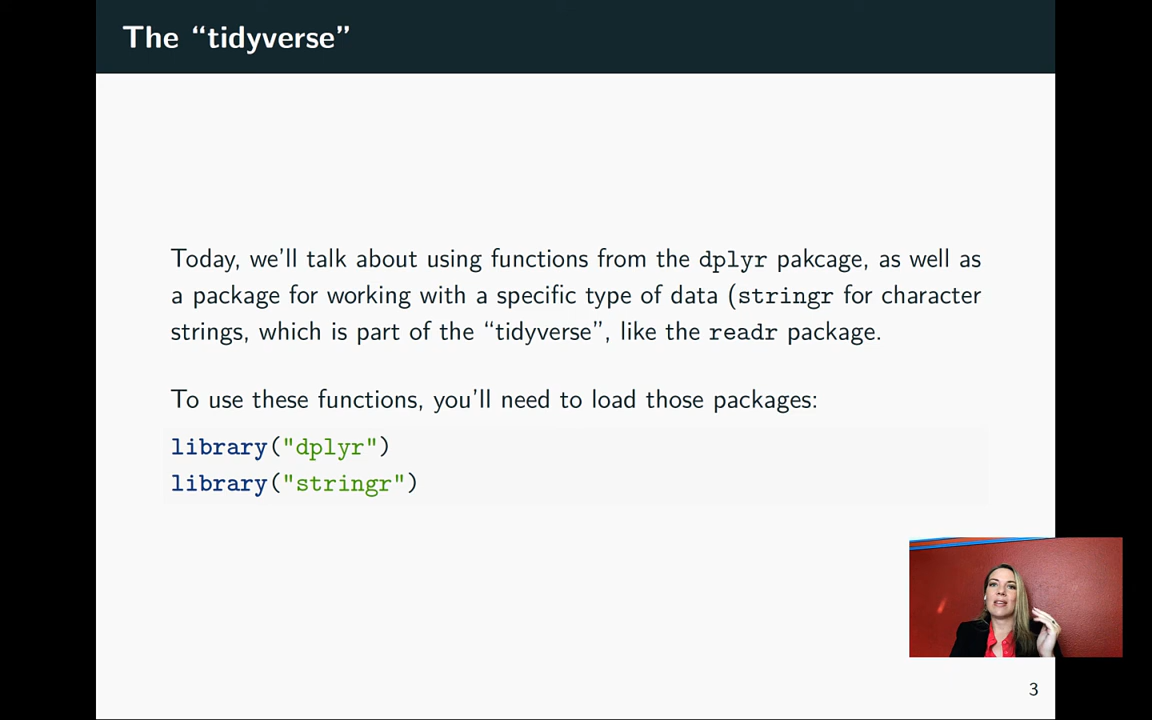 The “tidyverse”
Today, we’ll talk about using functions from the dplyr pakcage, as well as
a package for working with a specific type of data (stringr for character
strings, which is part of the “tidyverse”, like the readr package.
To use these functions, you’ll need to load those packages:
library("dplyr")
library("stringr")
3